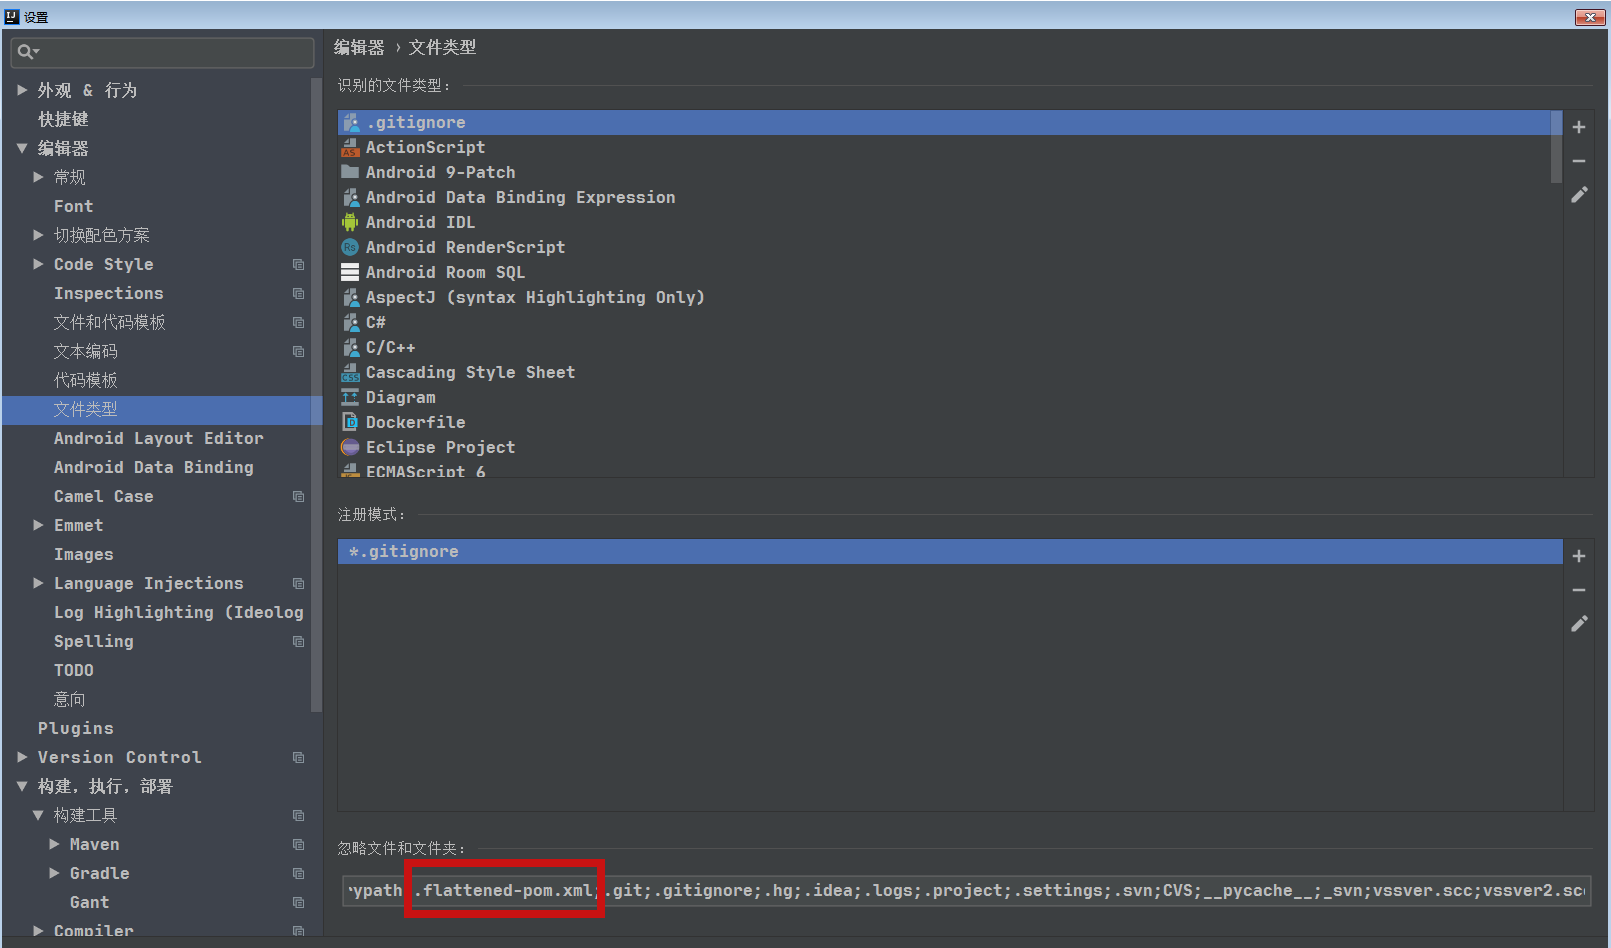 设置
外观 & 行为
快捷键
编辑器
常规
Font
切换配色方案
Code Style
Inspections
文件和代码模板
文本编码
代码模板
文件类型
Android Layout Editor
Android Data Binding
Camel Case
Emmet
Images
Language Injections
Log Highlighting (Ideolog
Spelling
TODO
意向
Plugins
Version Control
构建，执行，部署
构建工具
Maven
Gradle
Gant
Compiler
编辑器 › 文件类型
识别的文件类型：
.gitignore
ActionScript
Android 9-Patch
Android Data Binding Expression
Android IDL
Android RenderScript
Android Room SQL
AspectJ (syntax Highlighting Only)
C#
C/C++
Cascading Style Sheet
Diagram
Dockerfile
Eclipse Project
ECMAScript 6
注册模式：
*.gitignore
忽略文件和文件夹：
ypath;.flattened-pom.xml;.git;.gitignore;.hg;.idea;.logs;.project;.settings;.svn;CVS;__pycache__;_svn;vssver.scc;vssver2.sc